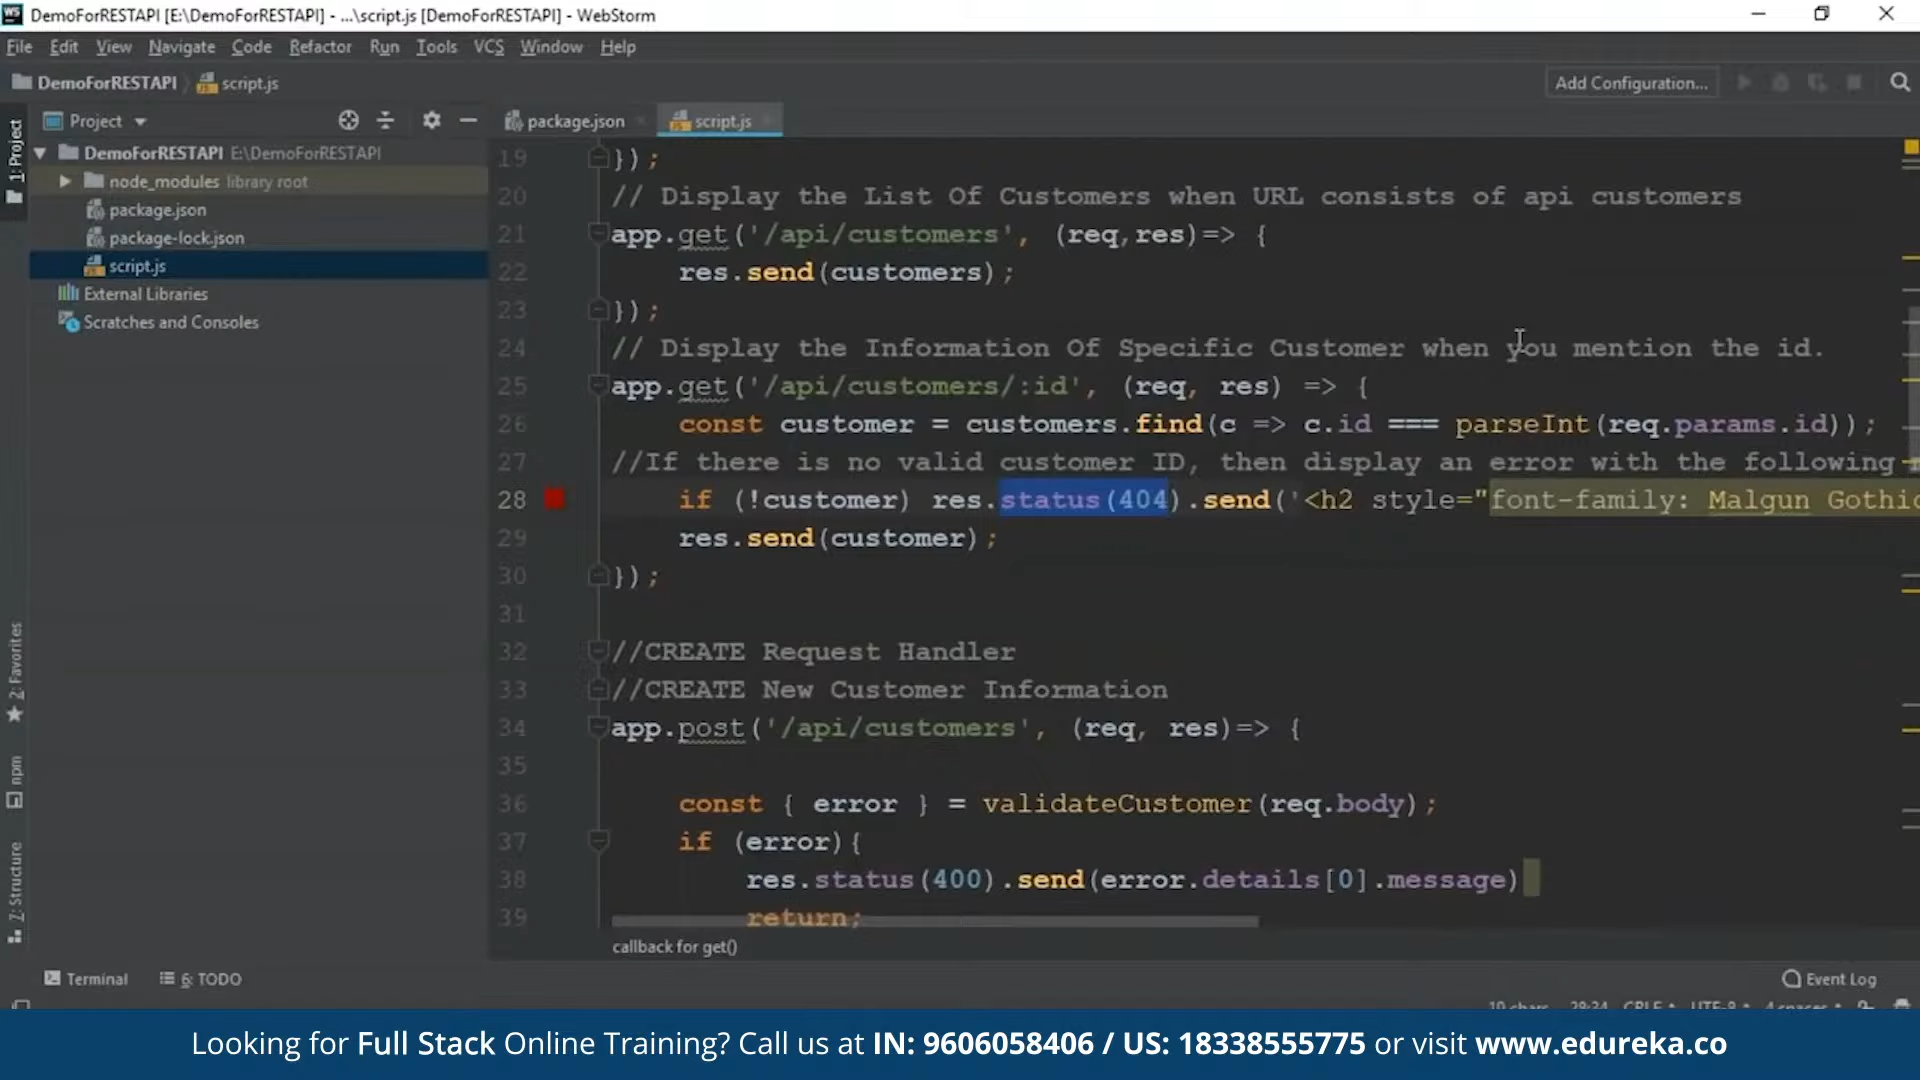 DemoForRESTAPI [E:\DemoForRESTAPI] - ...\script.js [DemoForRESTAPI] - WebStorm
File Edit View Navigate Code Refactor Run Tools VCS Window Help
DemoForRESTAPI script.js Add Configuration...
1: Project
Project
DemoForRESTAPI E:\DemoForRESTAPI
node_modules library root
package.json
package-lock.json
script.js
External Libraries
Scratches and Consoles
package.json script.js
19 });
20 // Display the List Of Customers when URL consists of api customers
21 app.get('/api/customers', (req,res)=> {
22 res.send(customers);
23 });
24 // Display the Information Of Specific Customer when you mention the id.
25 app.get('/api/customers/:id', (req, res) => {
26 const customer = customers.find(c => c.id === parseInt(req.params.id));
27 //If there is no valid customer ID, then display an error with the following
28 if (!customer) res.status(404).send('<h2 style="font-family: Malgun Gothic
29 res.send(customer);
30 });
31
32 //CREATE Request Handler
33 //CREATE New Customer Information
34 app.post('/api/customers', (req, res)=> {
35
36 const { error } = validateCustomer(req.body);
37 if (error){
38 res.status(400).send(error.details[0].message)
39 return;
callback for get()
2: Favorites
npm
7: Structure
Terminal 6: TODO Event Log
Looking for Full Stack Online Training? Call us at IN: 9606058406 / US: 18338555775 or visit www.edureka.co